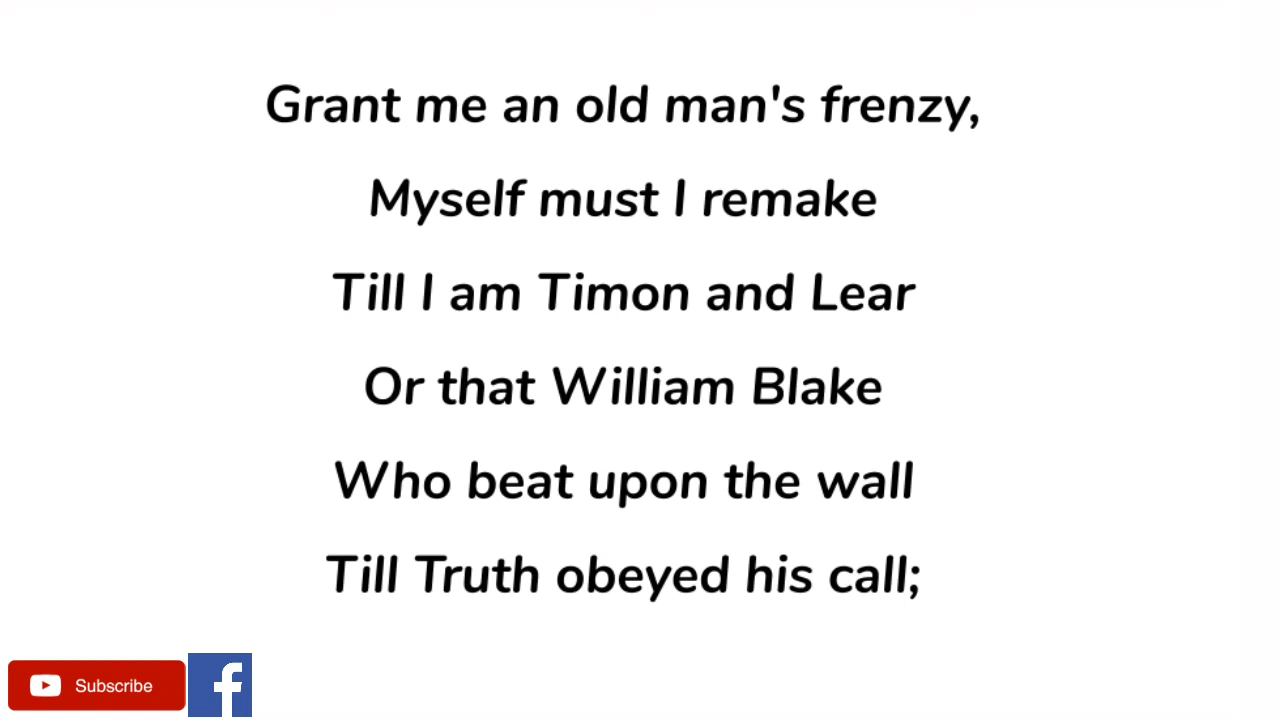 Grant me an old man's frenzy,
Myself must I remake
Till I am Timon and Lear
Or that William Blake
Who beat upon the wall
Till Truth obeyed his call;
Subscribe